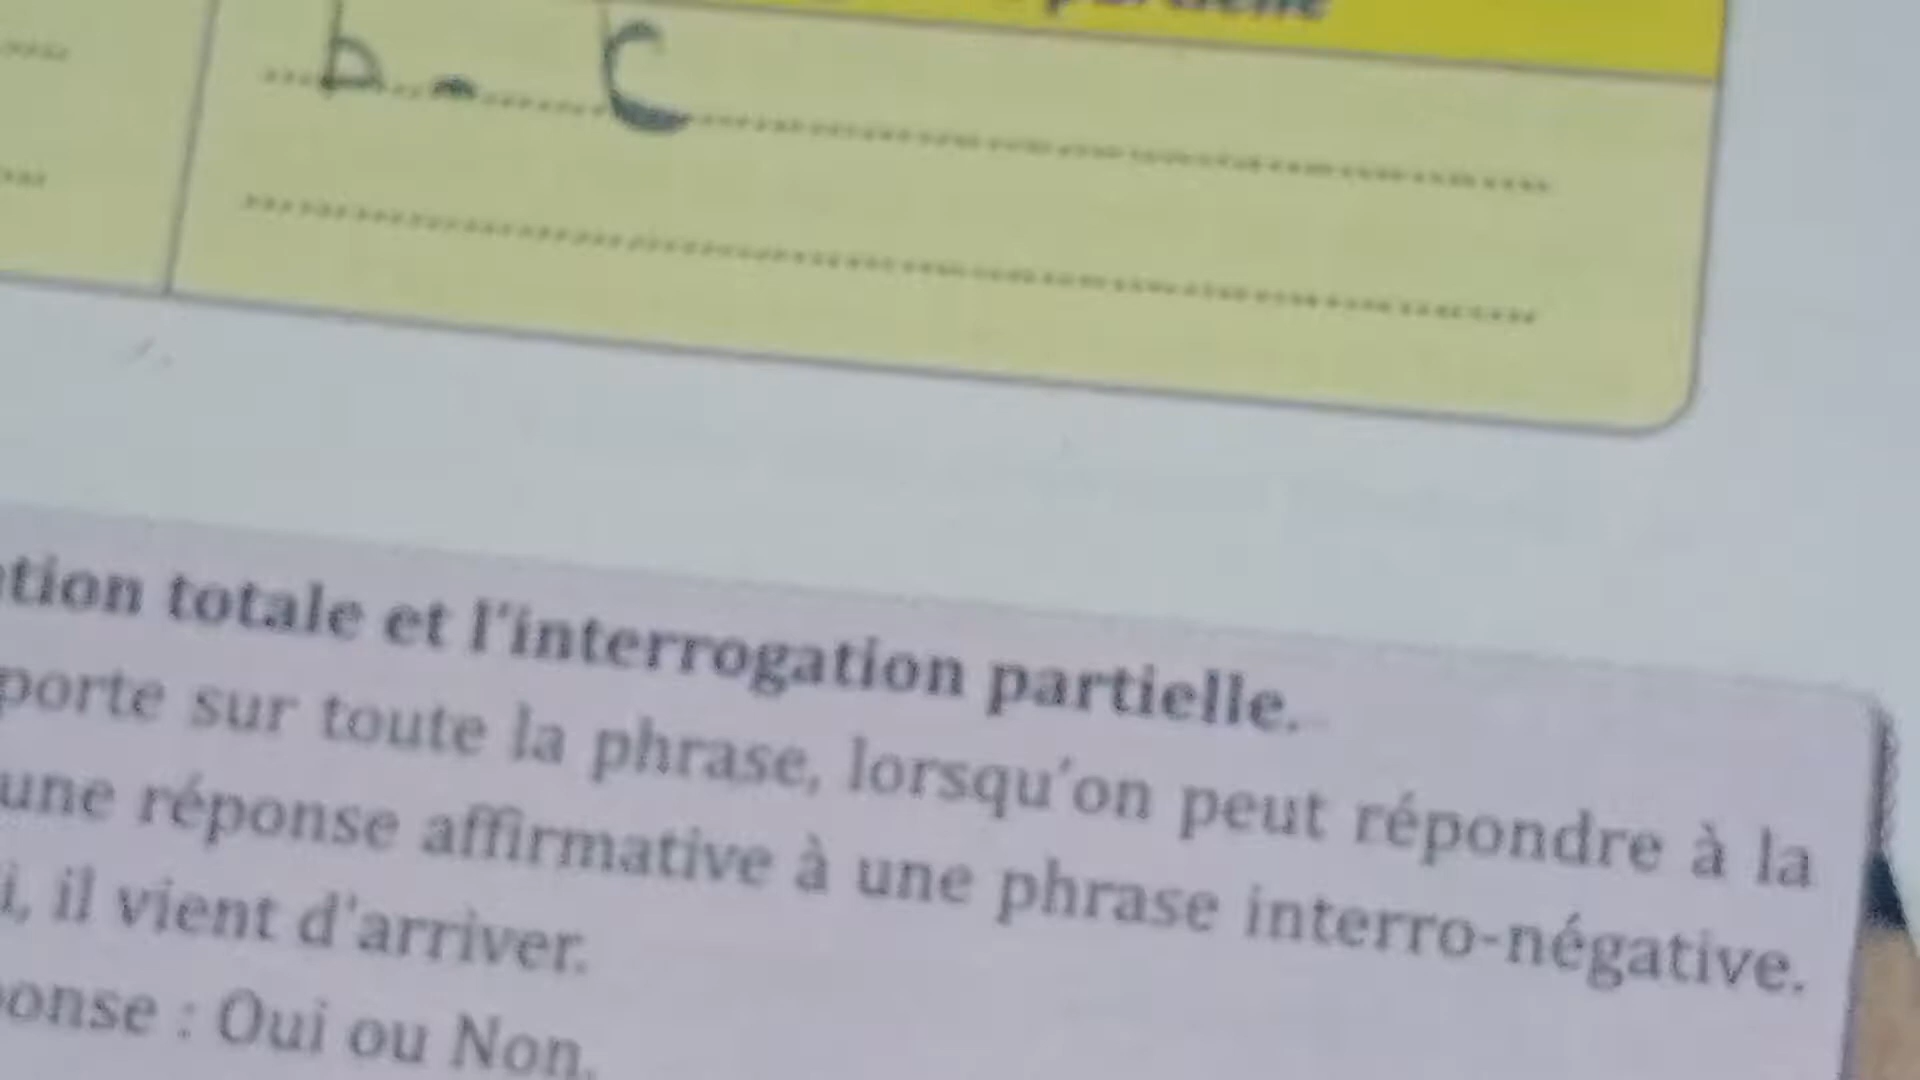 partielle
b - c
tion totale et l'interrogation partielle.
porte sur toute la phrase, lorsqu'on peut répondre à la
une réponse affirmative à une phrase interro-négative.
i, il vient d'arriver.
onse : Oui ou Non.